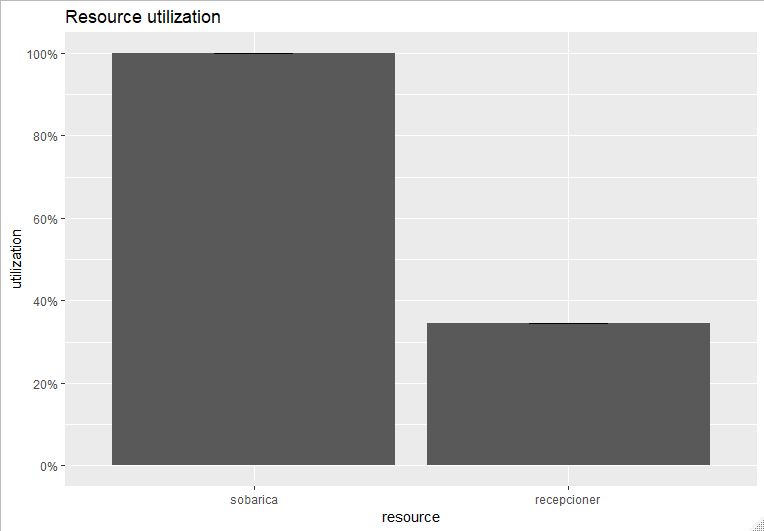 Resource utilization
100%
80%
60%
40%
20%
0%
utilization
sobarica
recepcioner
resource